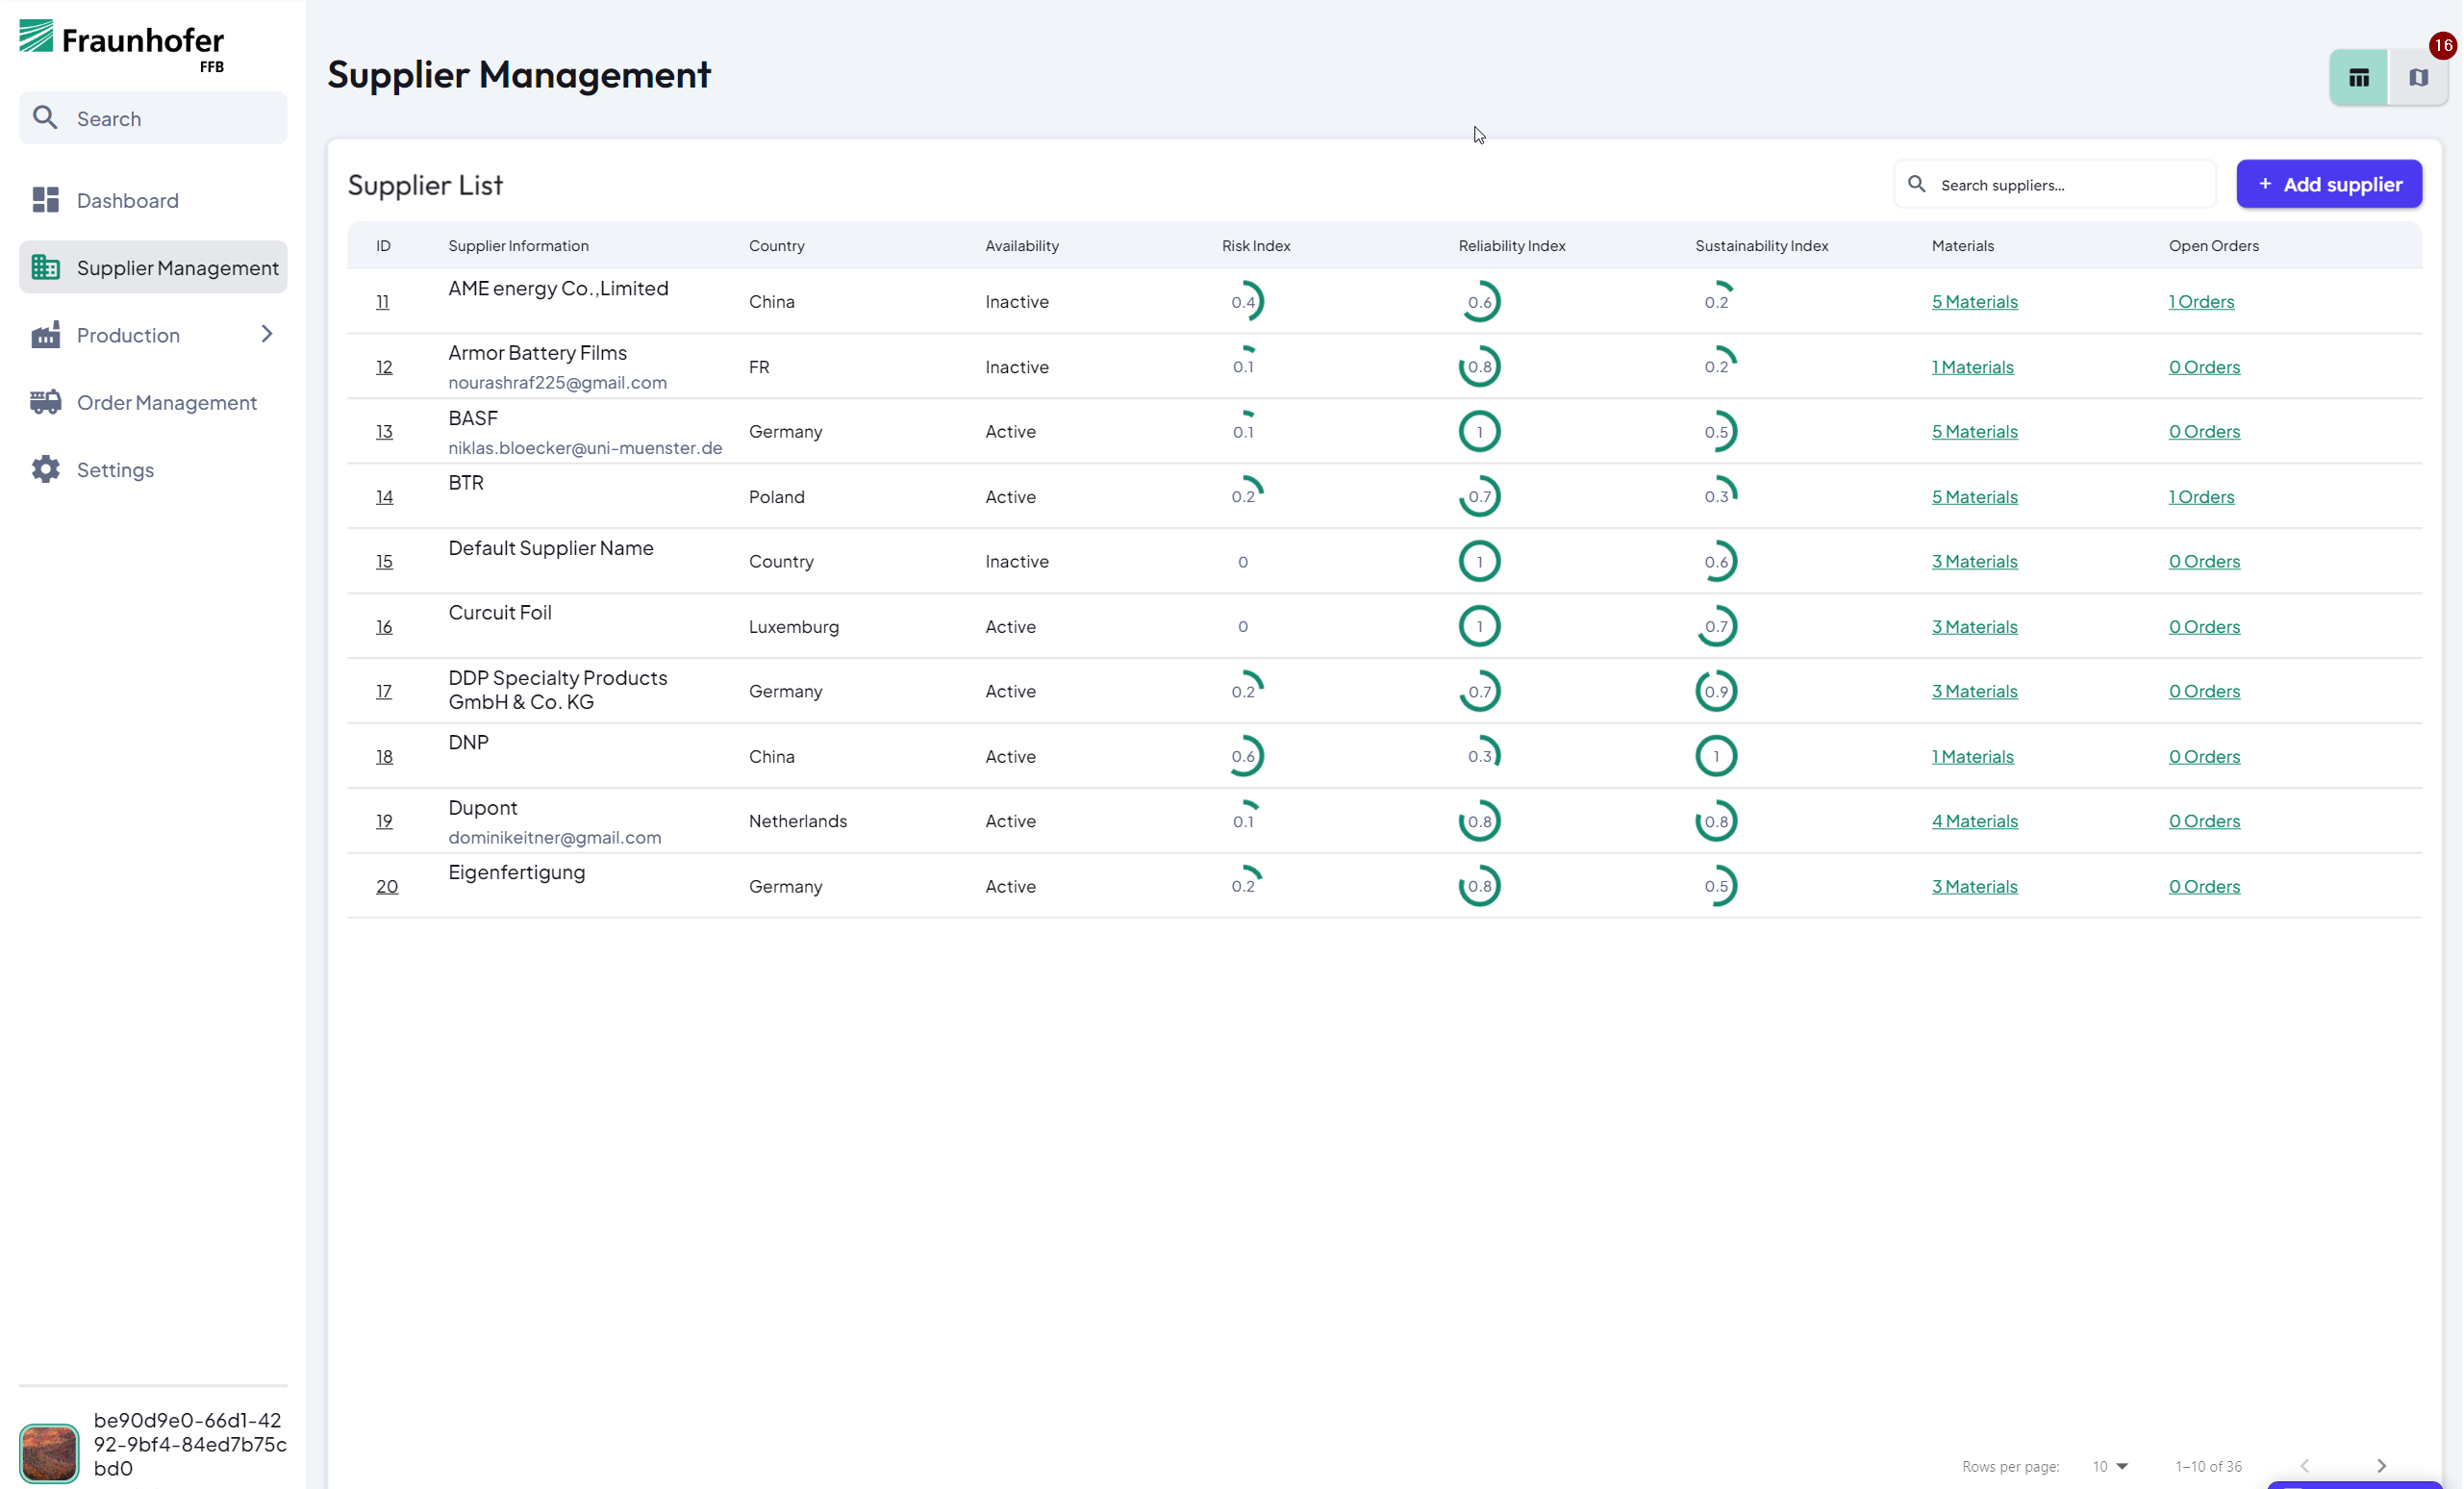 Fraunhofer
FFB
Search
Dashboard
Supplier Management
Production
Order Management
Settings
be90d9e0-66d1-42
92-9bf4-84ed7b75c
bd0
Supplier Management
16
Supplier List
Search suppliers...
+ Add supplier
ID Supplier Information Country Availability Risk Index Reliability Index Sustainability Index Materials Open Orders
11 AME energy Co.,Limited China Inactive 0.4 0.6 0.2 5 Materials 1 Orders
12 Armor Battery Films FR Inactive 0.1 0.8 0.2 1 Materials 0 Orders
nourashraf225@gmail.com
13 BASF Germany Active 0.1 1 0.5 5 Materials 0 Orders
niklas.bloecker@uni-muenster.de
14 BTR Poland Active 0.2 0.7 0.3 5 Materials 1 Orders
15 Default Supplier Name Country Inactive 0 1 0.6 3 Materials 0 Orders
16 Curcuit Foil Luxemburg Active 0 1 0.7 3 Materials 0 Orders
17 DDP Specialty Products Germany Active 0.2 0.7 0.9 3 Materials 0 Orders
GmbH & Co. KG
18 DNP China Active 0.6 0.3 1 1 Materials 0 Orders
19 Dupont Netherlands Active 0.1 0.8 0.8 4 Materials 0 Orders
dominikeitner@gmail.com
20 Eigenfertigung Germany Active 0.2 0.8 0.5 3 Materials 0 Orders
Rows per page: 10 1–10 of 36